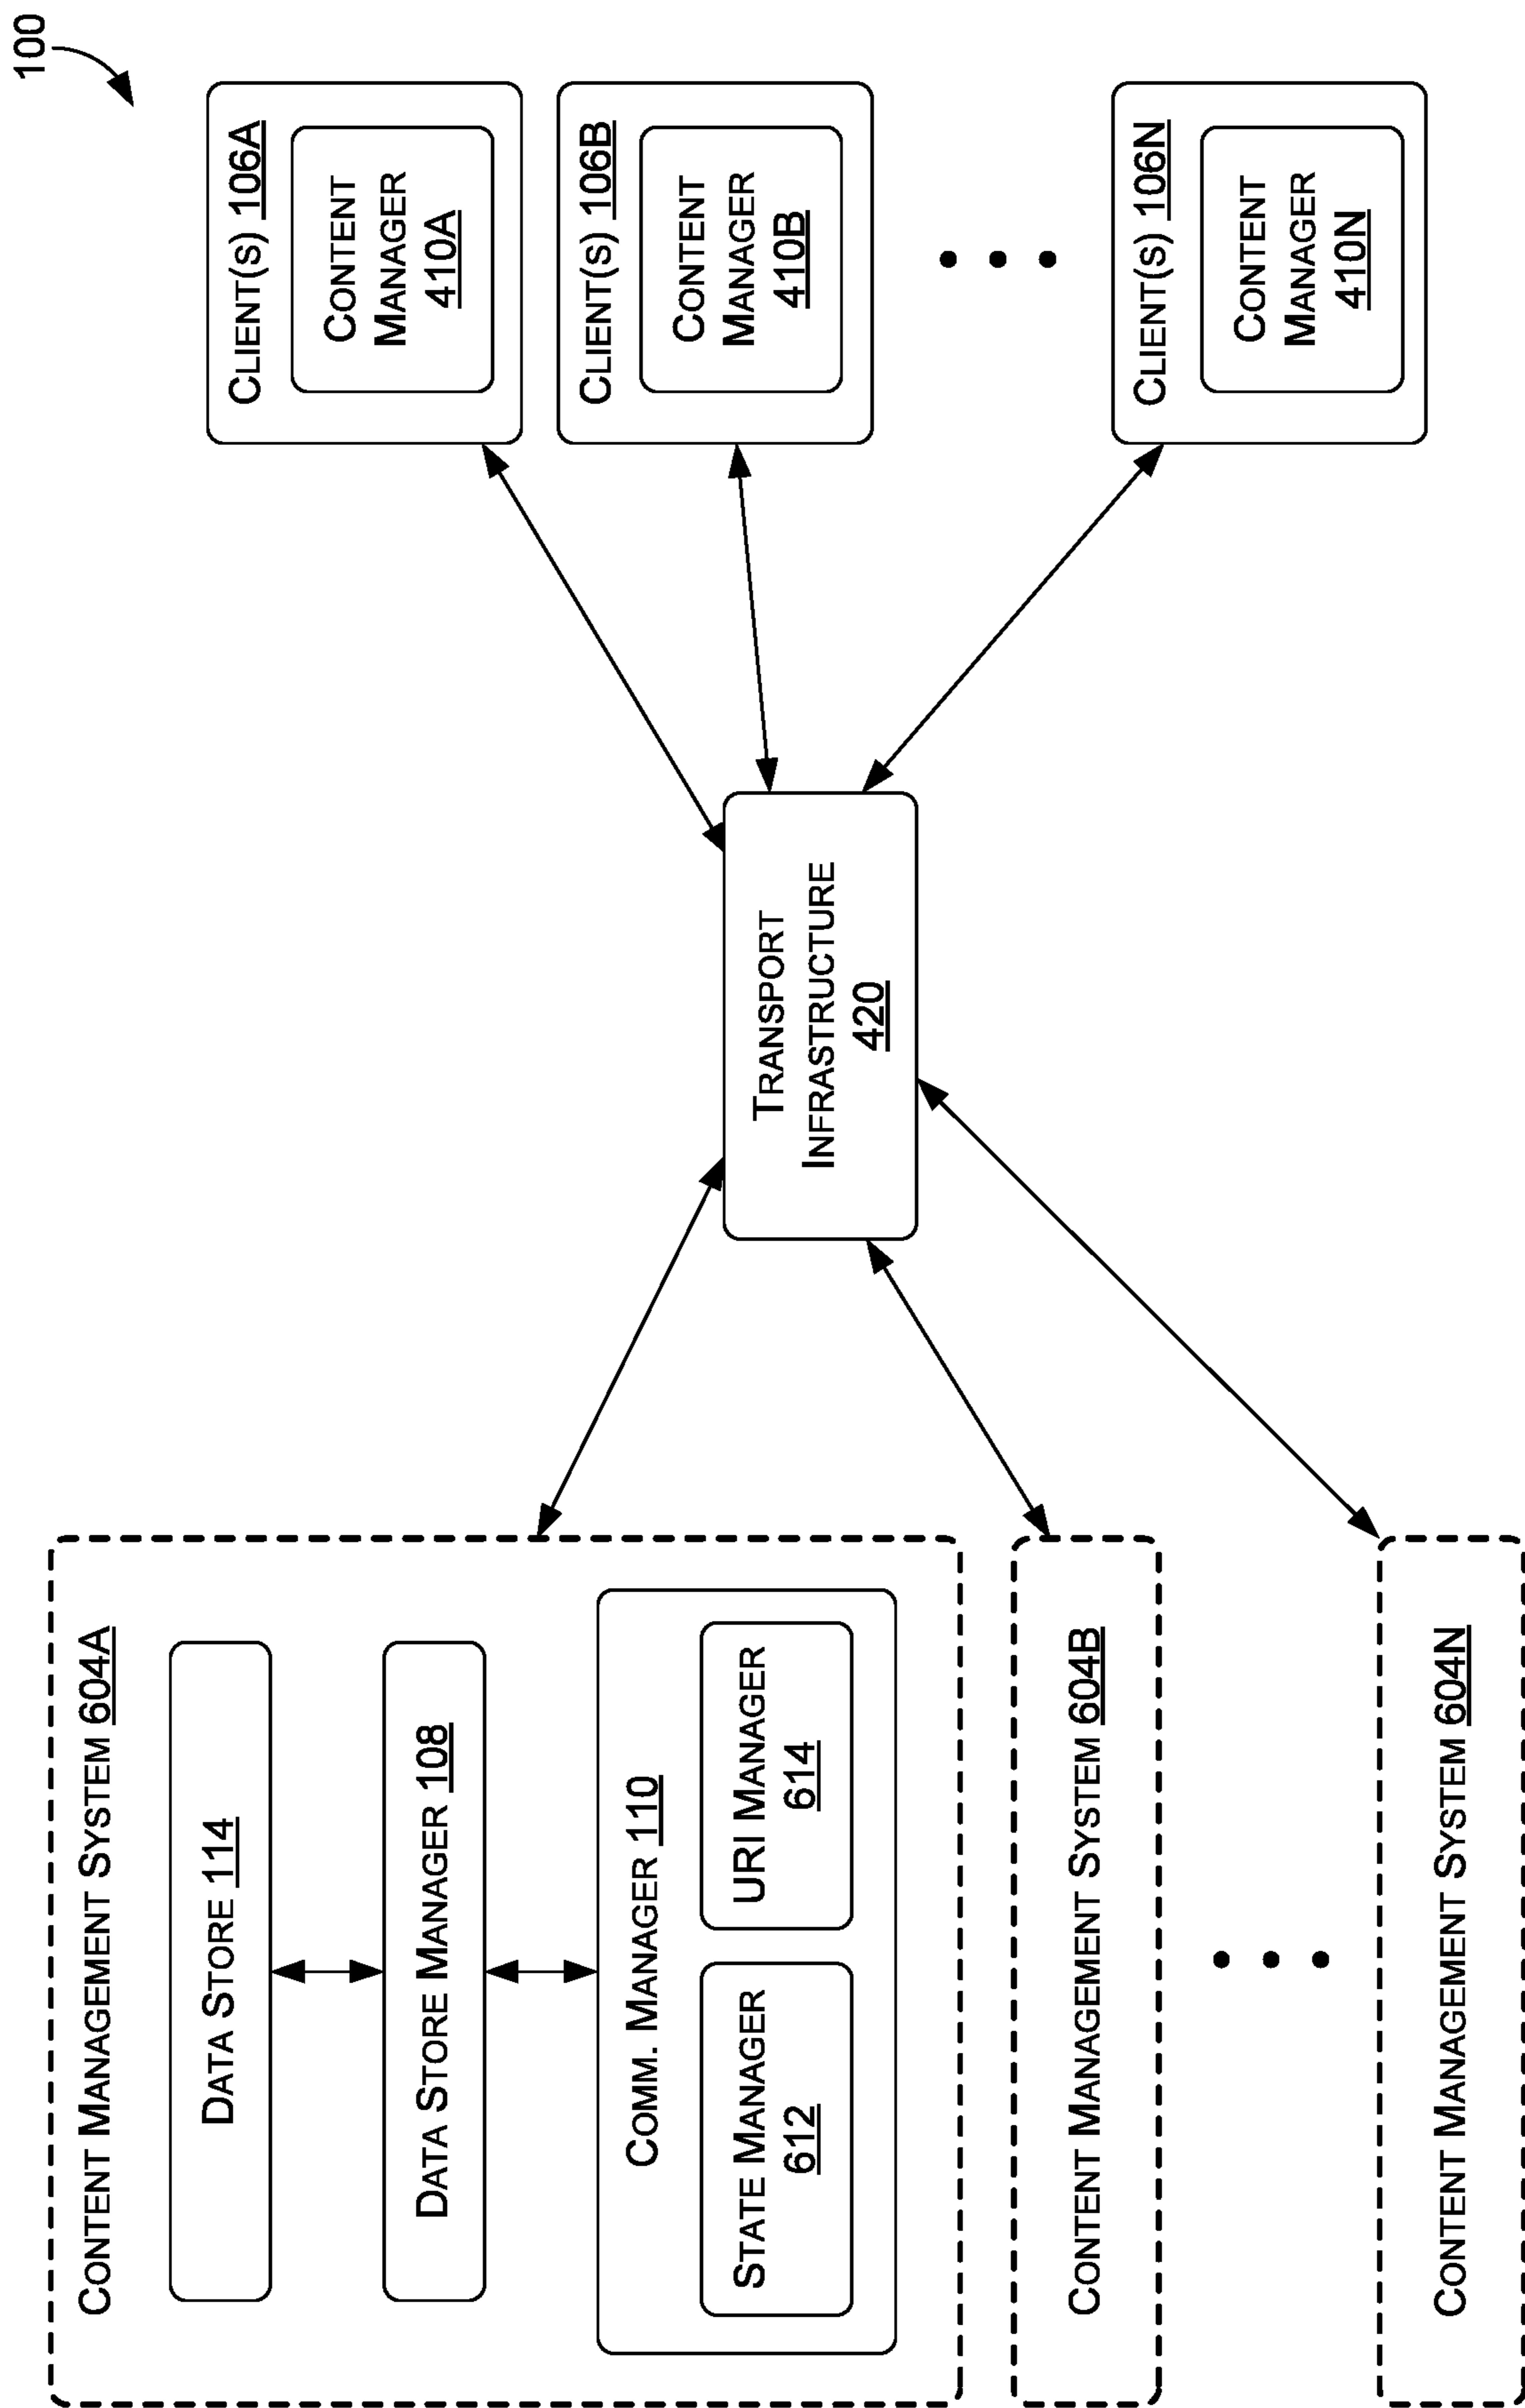 100
CONTENT MANAGEMENT SYSTEM 604A
DATA STORE 114
DATA STORE MANAGER 108
COMM. MANAGER 110
STATE MANAGER
612
URI MANAGER
614
CONTENT MANAGEMENT SYSTEM 604B
CONTENT MANAGEMENT SYSTEM 604N
TRANSPORT
INFRASTRUCTURE
420
CLIENT(S) 106A
CONTENT
MANAGER
410A
CLIENT(S) 106B
CONTENT
MANAGER
410B
CLIENT(S) 106N
CONTENT
MANAGER
410N